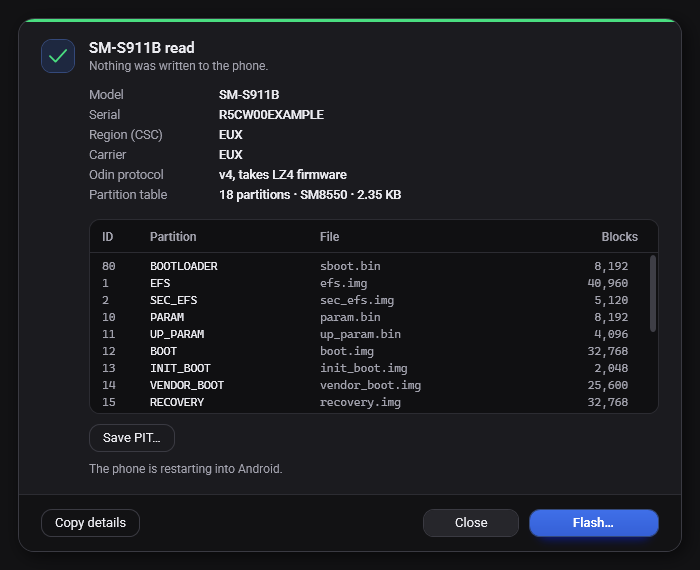 SM-S911B read
Nothing was written to the phone.
Model SM-S911B
Serial R5CW00EXAMPLE
Region (CSC) EUX
Carrier EUX
Odin protocol v4, takes LZ4 firmware
Partition table 18 partitions · SM8550 · 2.35 KB
ID Partition File Blocks
80 BOOTLOADER sboot.bin 8,192
1 EFS efs.img 40,960
2 SEC_EFS sec_efs.img 5,120
10 PARAM param.bin 8,192
11 UP_PARAM up_param.bin 4,096
12 BOOT boot.img 32,768
13 INIT_BOOT init_boot.img 2,048
14 VENDOR_BOOT vendor_boot.img 25,600
15 RECOVERY recovery.img 32,768
Save PIT…
The phone is restarting into Android.
Copy details Close Flash…